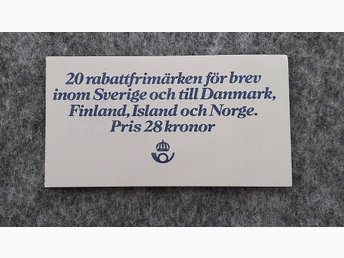 20 rabattfrimärken för brev
inom Sverige och till Danmark,
Finland, Island och Norge.
Pris 28 kronor